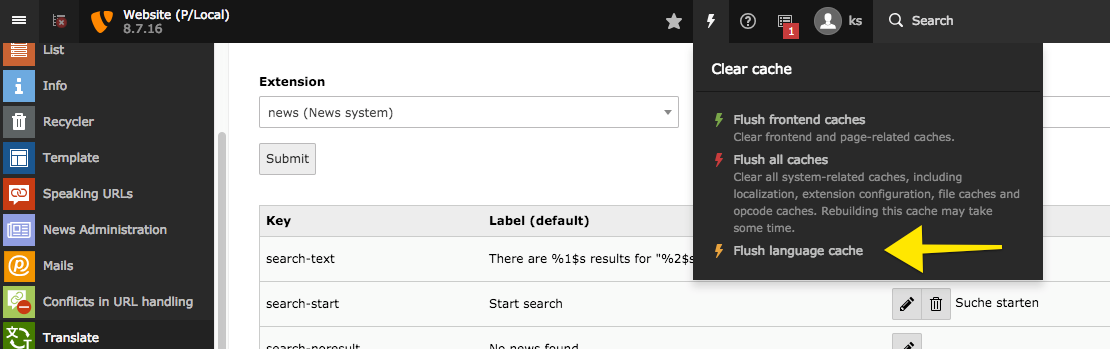 Website (P/Local)
8.7.16
1
ks
Search
List
Info
Recycler
Template
Speaking URLs
News Administration
Mails
Conflicts in URL handling
Translate
Extension
news (News system)
Submit
Key
Label (default)
search-text
There are %1$s results for "%2$s
search-start
Start search
Suche starten
search-noresult
No news found
Clear cache
Flush frontend caches
Clear frontend and page-related caches.
Flush all caches
Clear all system-related caches, including
localization, extension configuration, file caches and
opcode caches. Rebuilding this cache may take
some time.
Flush language cache